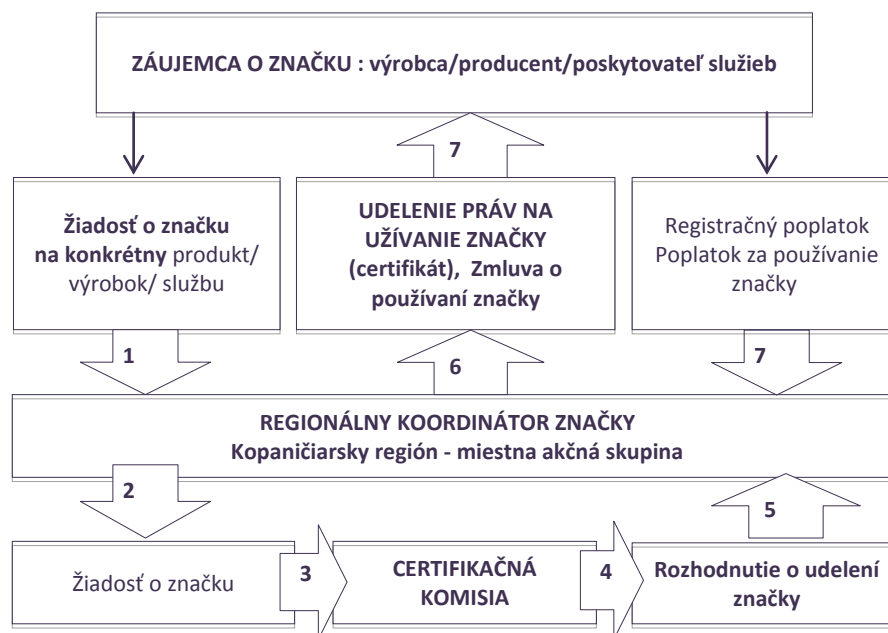 ZÁUJEMCA O ZNAČKU : výrobca/producent/poskytovateľ služieb
7
Žiadosť o značku
na konkrétny produkt/
výrobok/ službu
UDELENIE PRÁV NA
UŽÍVANIE ZNAČKY
(certifikát), Zmluva o
používaní značky
Registračný poplatok
Poplatok za používanie
značky
1
6
7
REGIONÁLNY KOORDINÁTOR ZNAČKY
Kopaničiarsky región - miestna akčná skupina
2
5
Žiadosť o značku
3
CERTIFIKAČNÁ
KOMISIA
4
Rozhodnutie o udelení
značky